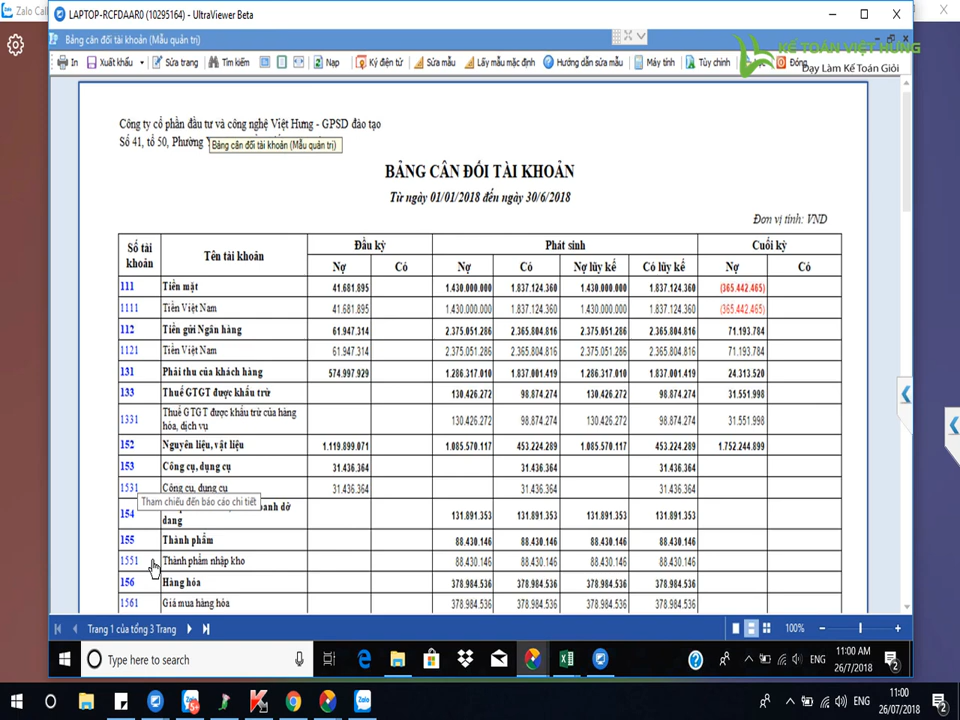 Zalo Cal
LAPTOP-RCFDAAR0 (10295164) - UltraViewer Beta
Bảng cân đối tài khoản (Mẫu quản trị)
KẾ TOÁN VIỆT HƯNG
Dạy Làm Kế Toán Giỏi
In Xuất khẩu Sửa trang Tìm kiếm Nạp Ký điện tử Sửa mẫu Lấy mẫu mặc định Hướng dẫn sửa mẫu Máy tính Tùy chỉnh Đóng
Công ty cổ phần đầu tư và công nghệ Việt Hưng - GPSD đào tạo
Số 41, tổ 50, Phường
Bảng cân đối tài khoản (Mẫu quản trị)
BẢNG CÂN ĐỐI TÀI KHOẢN
Từ ngày 01/01/2018 đến ngày 30/6/2018
Đơn vị tính: VND
Số tài khoản Tên tài khoản Đầu kỳ Phát sinh Cuối kỳ
Nợ Có Nợ Có Nợ lũy kế Có lũy kế Nợ Có
111 Tiền mặt 41.681.895 1.430.000.000 1.837.124.360 1.430.000.000 1.837.124.360 (365.442.465)
1111 Tiền Việt Nam 41.681.895 1.430.000.000 1.837.124.360 1.430.000.000 1.837.124.360 (365.442.465)
112 Tiền gửi Ngân hàng 61.947.314 2.375.051.286 2.365.804.816 2.375.051.286 2.365.804.816 71.193.784
1121 Tiền Việt Nam 61.947.314 2.375.051.286 2.365.804.816 2.375.051.286 2.365.804.816 71.193.784
131 Phải thu của khách hàng 574.997.929 1.286.317.010 1.837.001.419 1.286.317.010 1.837.001.419 24.313.520
133 Thuế GTGT được khấu trừ 130.426.272 98.874.274 130.426.272 98.874.274 31.551.998
1331 Thuế GTGT được khấu trừ của hàng hóa, dịch vụ 130.426.272 98.874.274 130.426.272 98.874.274 31.551.998
152 Nguyên liệu, vật liệu 1.119.899.071 1.085.570.117 453.224.289 1.085.570.117 453.224.289 1.752.244.899
153 Công cụ, dụng cụ 31.436.364 31.436.364 31.436.364
1531 Công cụ, dụng cụ 31.436.364 31.436.364 31.436.364
Tham chiếu đến báo cáo chi tiết
154 oanh dở dang 131.891.353 131.891.353 131.891.353 131.891.353
155 Thành phẩm 88.430.146 88.430.146 88.430.146 88.430.146
1551 Thành phẩm nhập kho 88.430.146 88.430.146 88.430.146 88.430.146
156 Hàng hóa 378.984.536 378.984.536 378.984.536 378.984.536
1561 Giá mua hàng hóa 378.984.536 378.984.536 378.984.536 378.984.536
Trang 1 của tổng 3 Trang
100%
Type here to search
ENG
11:00 AM
26/7/2018
2
5+
ENG
11:00
26/07/2018
2